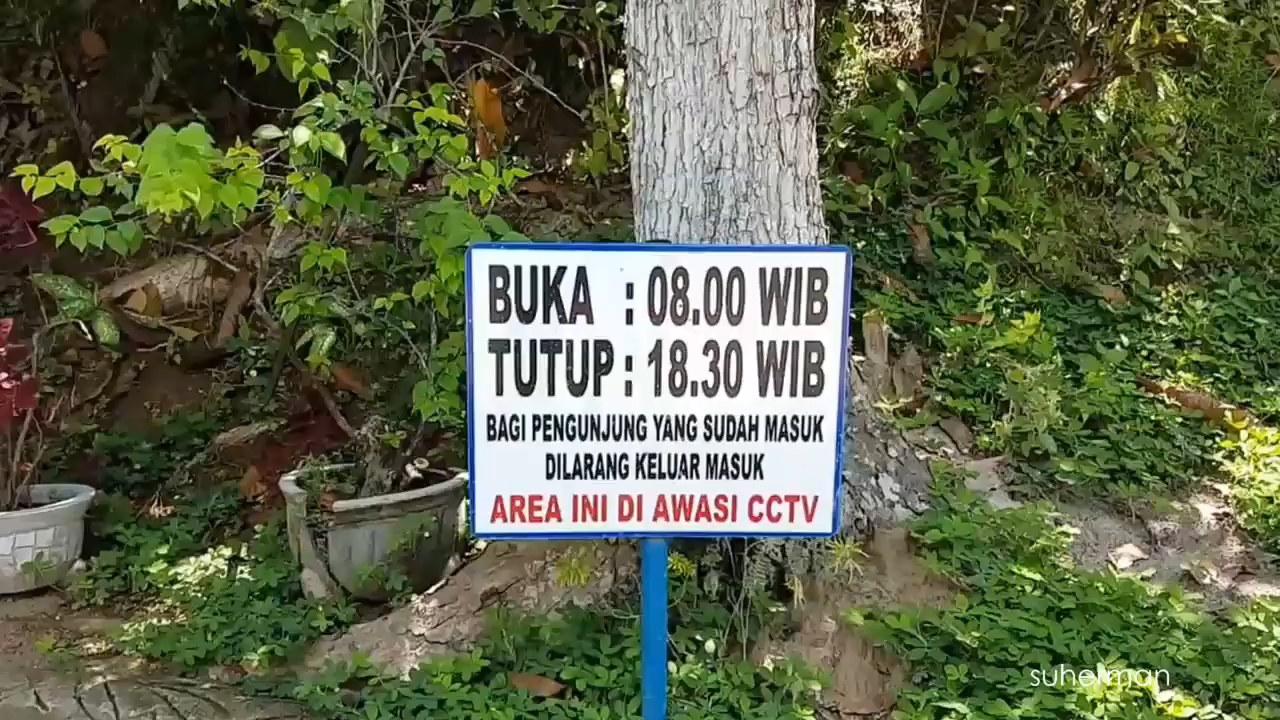 BUKA : 08.00 WIB
TUTUP : 18.30 WIB
BAGI PENGUNJUNG YANG SUDAH MASUK
DILARANG KELUAR MASUK
AREA INI DI AWASI CCTV
suherman